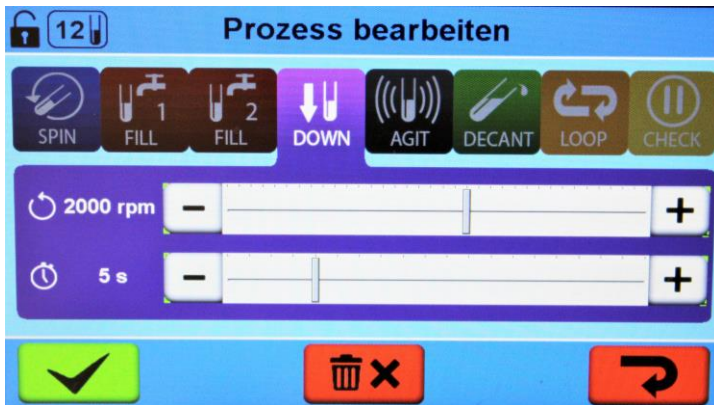 12
Prozess bearbeiten
SPIN
1
FILL
2
FILL
DOWN
AGIT
DECANT
LOOP
CHECK
2000 rpm
- +
5 s
- +